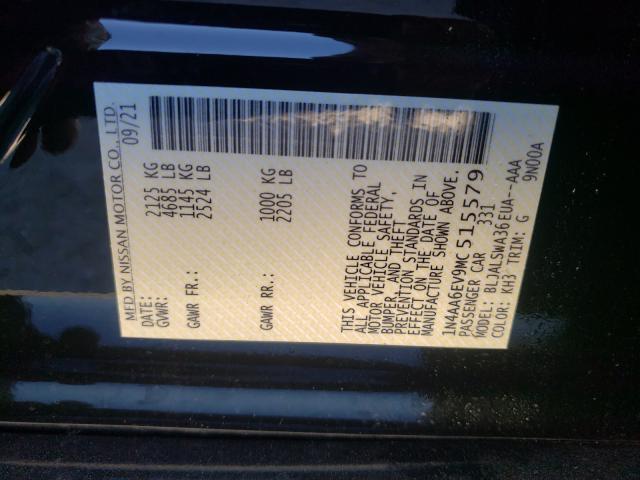 MFD BY NISSAN MOTOR CO., LTD.
DATE: 09/21
GVWR: 2125 KG
4685 LB
GAWR FR.: 1145 KG
2524 LB
GAWR RR.: 1000 KG
2205 LB
THIS VEHICLE CONFORMS TO
ALL APPLICABLE FEDERAL
MOTOR VEHICLE SAFETY,
BUMPER, AND THEFT
PREVENTION STANDARDS IN
EFFECT ON THE DATE OF
MANUFACTURE SHOWN ABOVE.
1N4AA6EV9MC515579
PASSENGER CAR 331
MODEL: BLJALSWA36EUA--AAA
COLOR: KH3 TRIM: G 9N00A